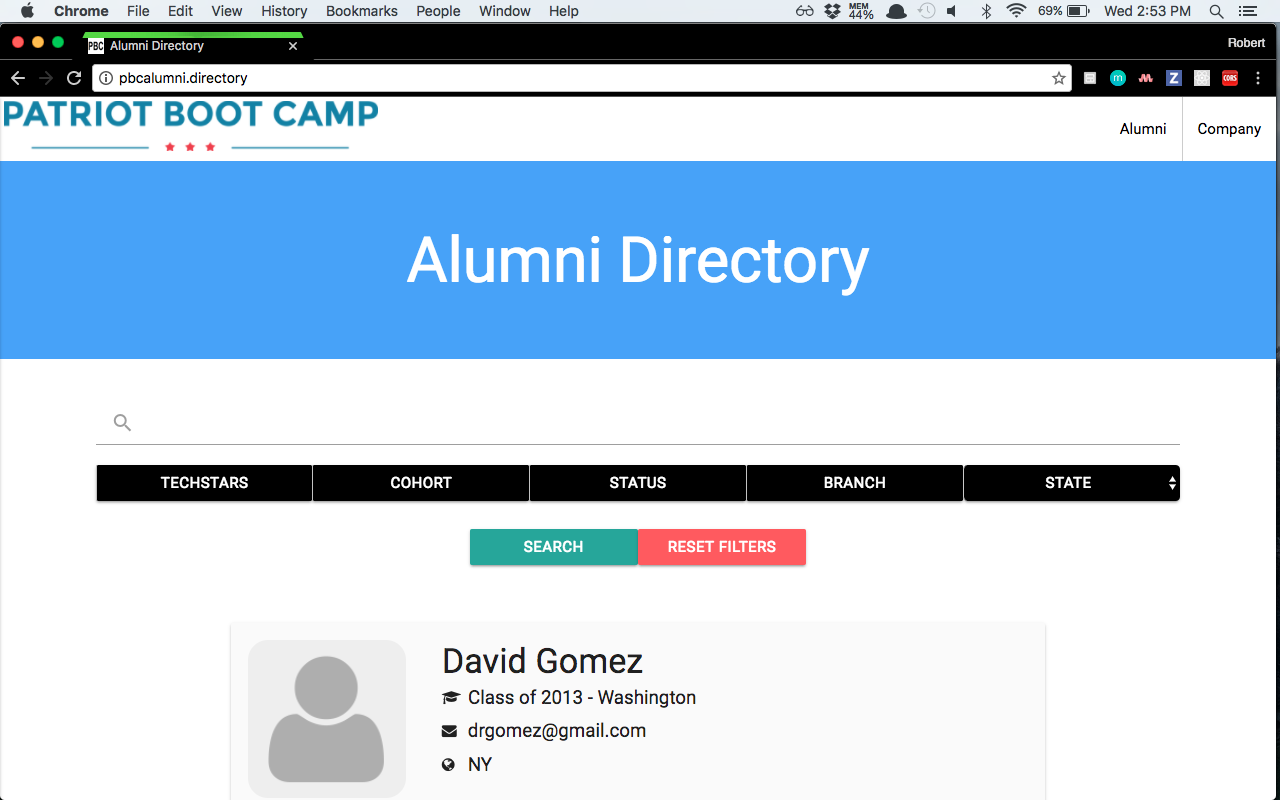 Chrome File Edit View History Bookmarks People Window Help MEM 44% 69% Wed 2:53 PM
PBC Alumni Directory Robert
pbcalumni.directory m Z CORS
PATRIOT BOOT CAMP
Alumni Company
Alumni Directory
TECHSTARS COHORT STATUS BRANCH STATE
SEARCH RESET FILTERS
David Gomez
Class of 2013 - Washington
drgomez@gmail.com
NY